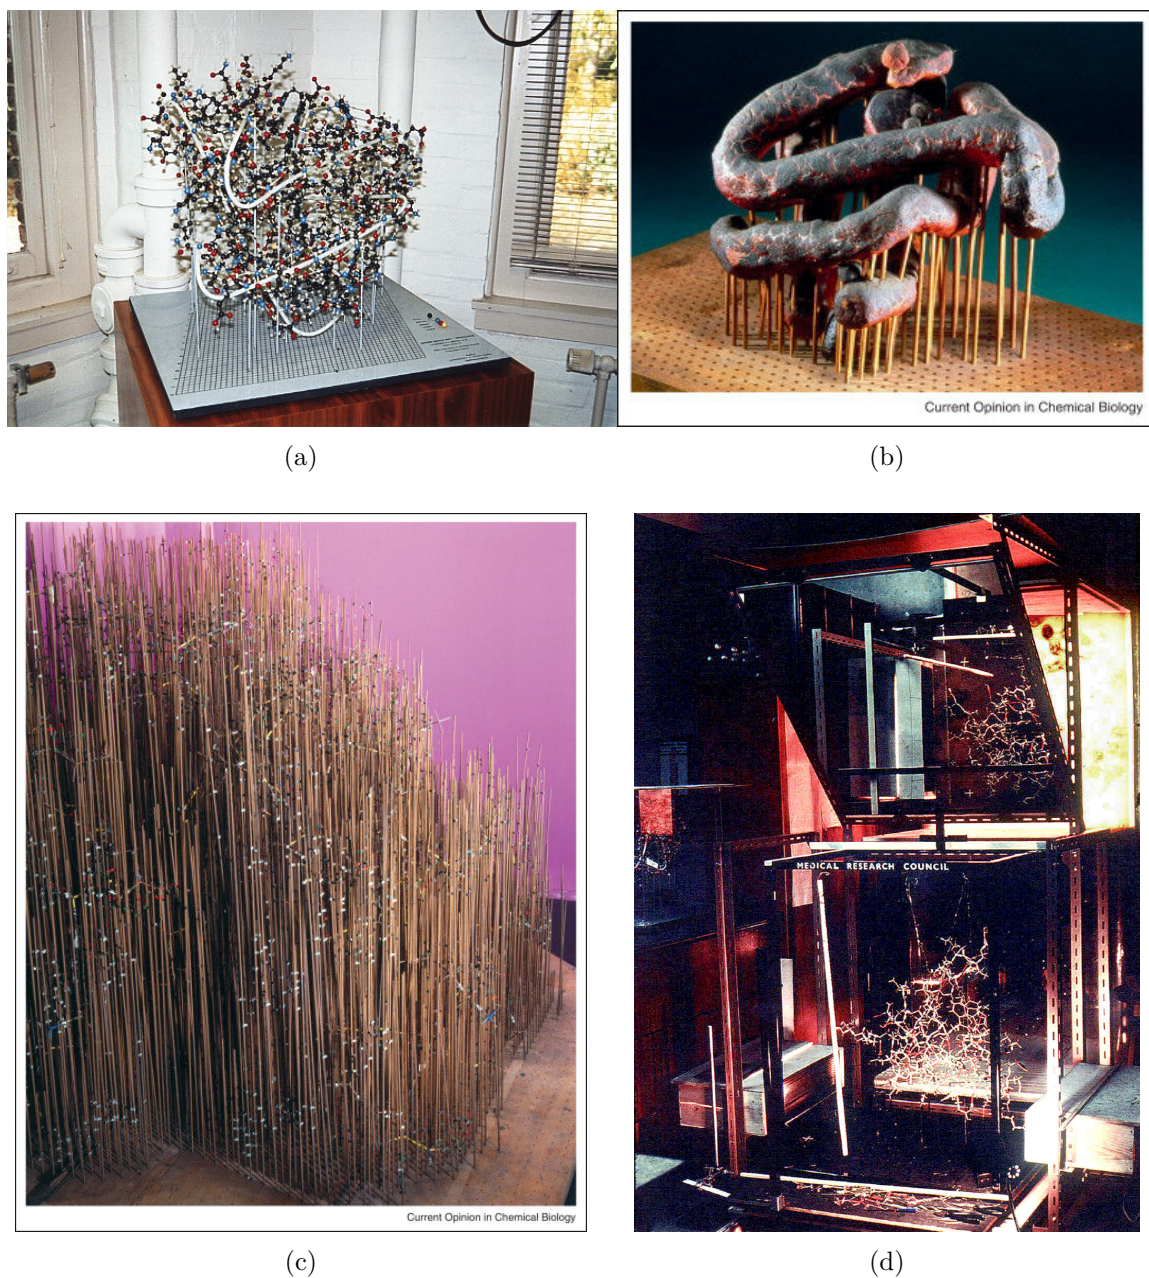 Current Opinion in Chemical Biology
(a)
(b)
MEDICAL RESEARCH COUNCIL
Current Opinion in Chemical Biology
(c)
(d)